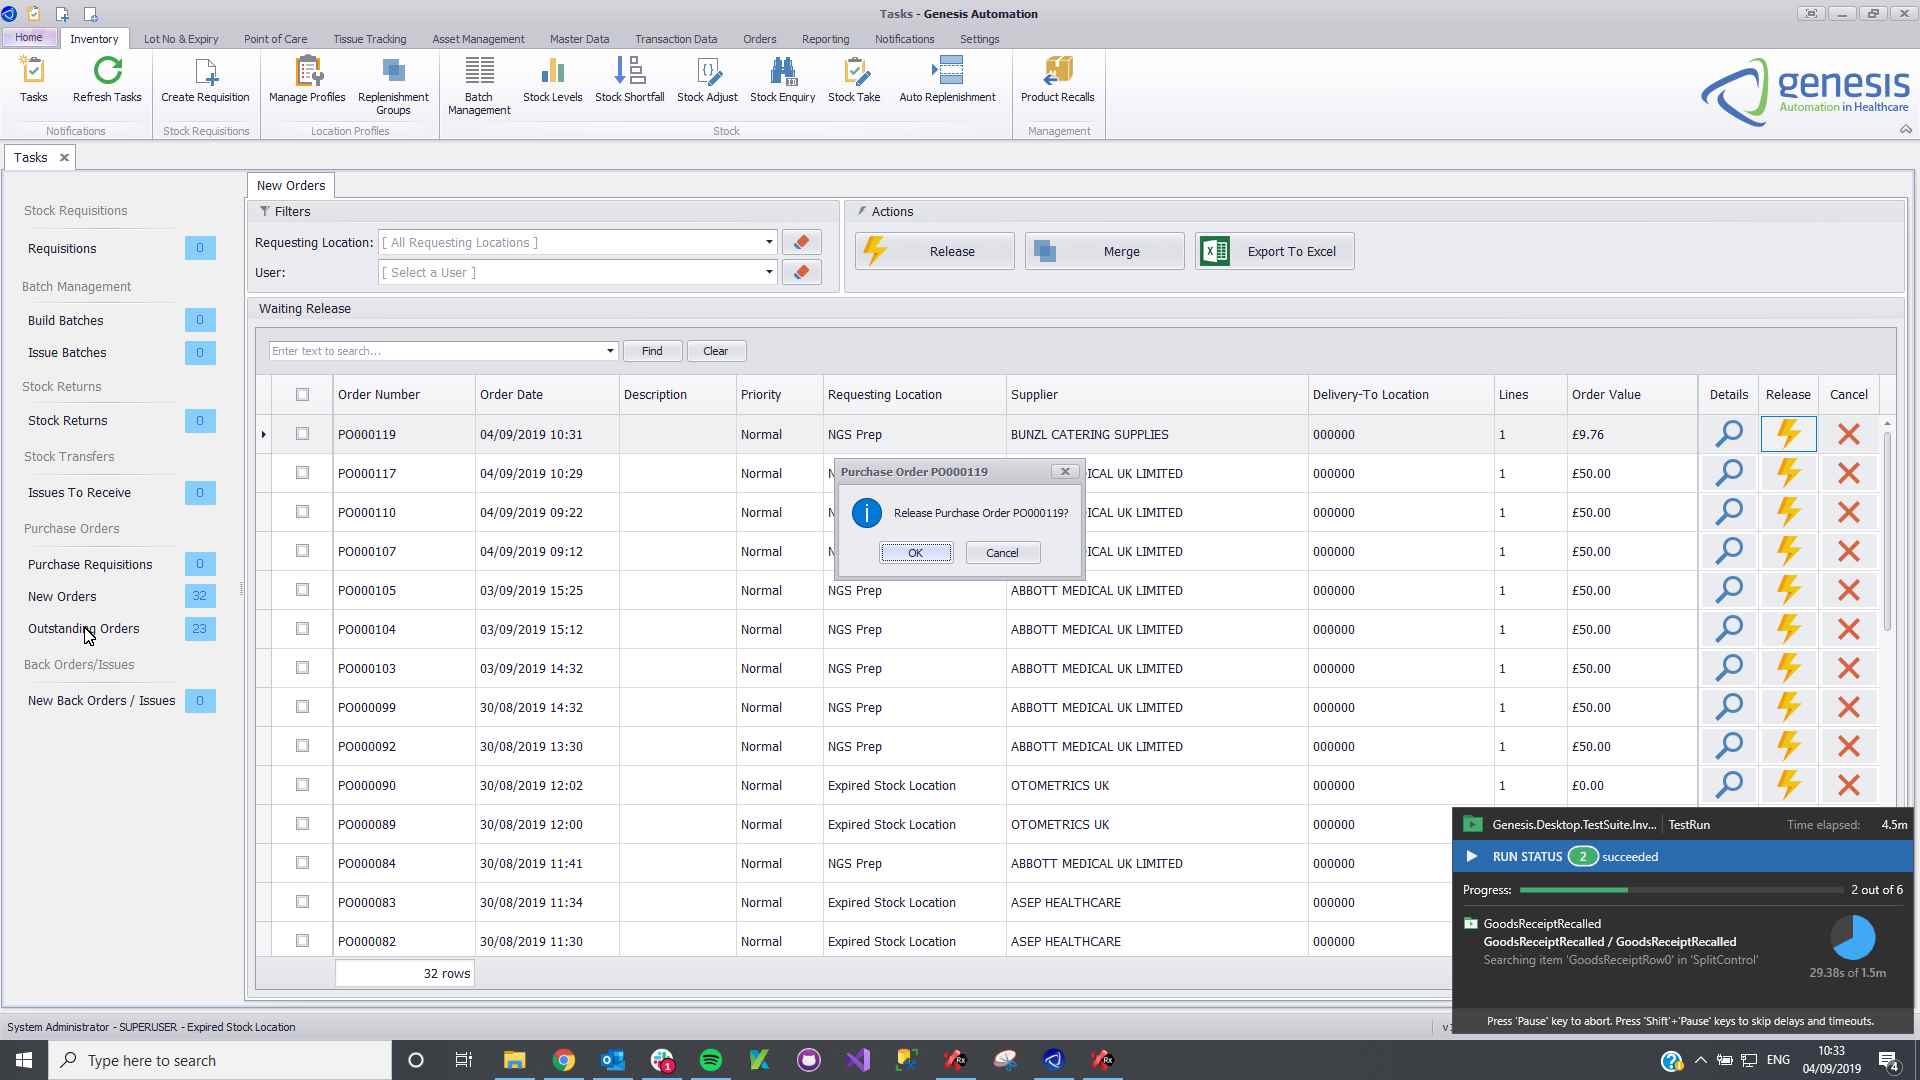 Tasks - Genesis Automation
Home Inventory Lot No & Expiry Point of Care Tissue Tracking Asset Management Master Data Transaction Data Orders Reporting Notifications Settings
Tasks Refresh Tasks Create Requisition Manage Profiles Replenishment Groups Batch Management Stock Levels Stock Shortfall Stock Adjust Stock Enquiry Stock Take Auto Replenishment Product Recalls
Notifications Stock Requisitions Location Profiles Stock Management
genesis
Automation in Healthcare
Tasks
Stock Requisitions
Requisitions 0
Batch Management
Build Batches 0
Issue Batches 0
Stock Returns
Stock Returns 0
Stock Transfers
Issues To Receive 0
Purchase Orders
Purchase Requisitions 0
New Orders 32
Outstanding Orders 23
Back Orders/Issues
New Back Orders / Issues 0
New Orders
Filters
Requesting Location: [ All Requesting Locations ]
User: [ Select a User ]
Actions
Release Merge Export To Excel
Waiting Release
Enter text to search... Find Clear
Order Number Order Date Description Priority Requesting Location Supplier Delivery-To Location Lines Order Value Details Release Cancel
PO000119 04/09/2019 10:31 Normal NGS Prep BUNZL CATERING SUPPLIES 000000 1 £9.76
PO000117 04/09/2019 10:29 Normal N ICAL UK LIMITED 000000 1 £50.00
PO000110 04/09/2019 09:22 Normal N ICAL UK LIMITED 000000 1 £50.00
PO000107 04/09/2019 09:12 Normal N ICAL UK LIMITED 000000 1 £50.00
PO000105 03/09/2019 15:25 Normal NGS Prep ABBOTT MEDICAL UK LIMITED 000000 1 £50.00
PO000104 03/09/2019 15:12 Normal NGS Prep ABBOTT MEDICAL UK LIMITED 000000 1 £50.00
PO000103 03/09/2019 14:32 Normal NGS Prep ABBOTT MEDICAL UK LIMITED 000000 1 £50.00
PO000099 30/08/2019 14:32 Normal NGS Prep ABBOTT MEDICAL UK LIMITED 000000 1 £50.00
PO000092 30/08/2019 13:30 Normal NGS Prep ABBOTT MEDICAL UK LIMITED 000000 1 £50.00
PO000090 30/08/2019 12:02 Normal Expired Stock Location OTOMETRICS UK 000000 1 £0.00
PO000089 30/08/2019 12:00 Normal Expired Stock Location OTOMETRICS UK 000000
PO000084 30/08/2019 11:41 Normal NGS Prep ABBOTT MEDICAL UK LIMITED 000000
PO000083 30/08/2019 11:34 Normal Expired Stock Location ASEP HEALTHCARE 000000
PO000082 30/08/2019 11:30 Normal Expired Stock Location ASEP HEALTHCARE 000000
32 rows
Purchase Order PO000119
Release Purchase Order PO000119?
OK Cancel
Genesis.Desktop.TestSuite.Inv... TestRun Time elapsed: 4.5m
RUN STATUS 2 succeeded
Progress: 2 out of 6
GoodsReceiptRecalled
GoodsReceiptRecalled / GoodsReceiptRecalled
Searching item 'GoodsReceiptRow0' in 'SplitControl'
29.38s of 1.5m
Press 'Pause' key to abort. Press 'Shift'+'Pause' keys to skip delays and timeouts.
System Administrator - SUPERUSER - Expired Stock Location
Type here to search
1
ENG
10:33
04/09/2019
4